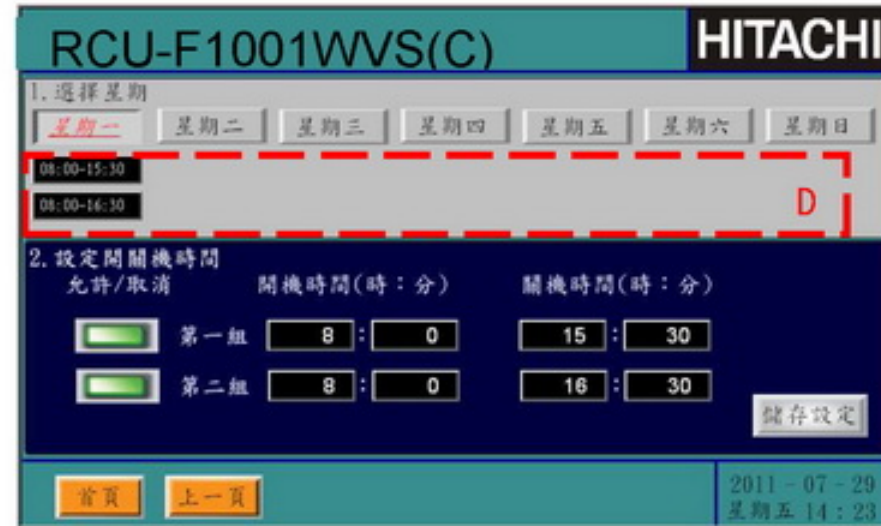 RCU-F1001WVS(C) HITACHI
1. 選擇星期
星期一 星期二 星期三 星期四 星期五 星期六 星期日
08:00-15:30
08:00-16:30
D
2. 設定開關機時間
允許/取消 開機時間(時:分) 關機時間(時:分)
第一組 8 : 0 15 : 30
第二組 8 : 0 16 : 30
儲存設定
首頁 上一頁
2011 - 07 - 29
星期五 14 : 23